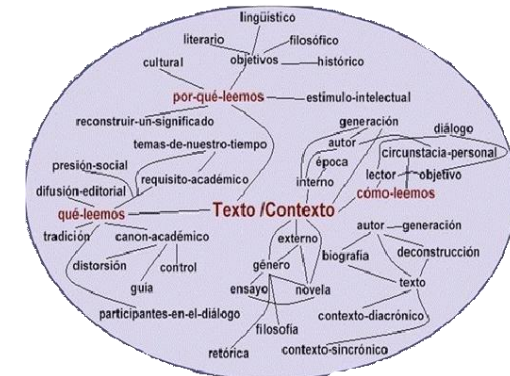 lingüístico
literario
filosófico
cultural
objetivos
histórico
por-qué-leemos
estímulo-intelectual
reconstruir-un-significado
generación
temas-de-nuestro-tiempo
autor
diálogo
presión-social
época
circunstacia-personal
difusión-editorial
requisito-académico
interno
lector
objetivo
qué-leemos
Texto /Contexto
cómo-leemos
tradición
canon-académico
externo
autor
generación
distorsión
control
género
biografía
deconstrucción
guía
ensayo
novela
texto
participantes-en-el-diálogo
filosofía
contexto-diacrónico
retórica
contexto-sincrónico